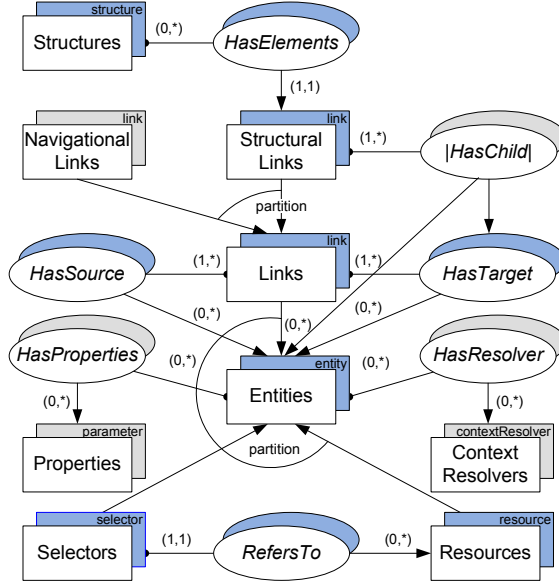 structure
Structures
(0,*)
HasElements
(1,1)
link
Navigational
Links
link
Structural
Links
(1,*)
|HasChild|
partition
HasSource
(1,*)
link
Links
(1,*)
HasTarget
(0,*)
(0,*)
(0,*)
HasProperties
(0,*)
entity
Entities
(0,*)
HasResolver
(0,*)
(0,*)
parameter
Properties
partition
contextResolver
Context
Resolvers
selector
Selectors
(1,1)
RefersTo
(0,*)
resource
Resources